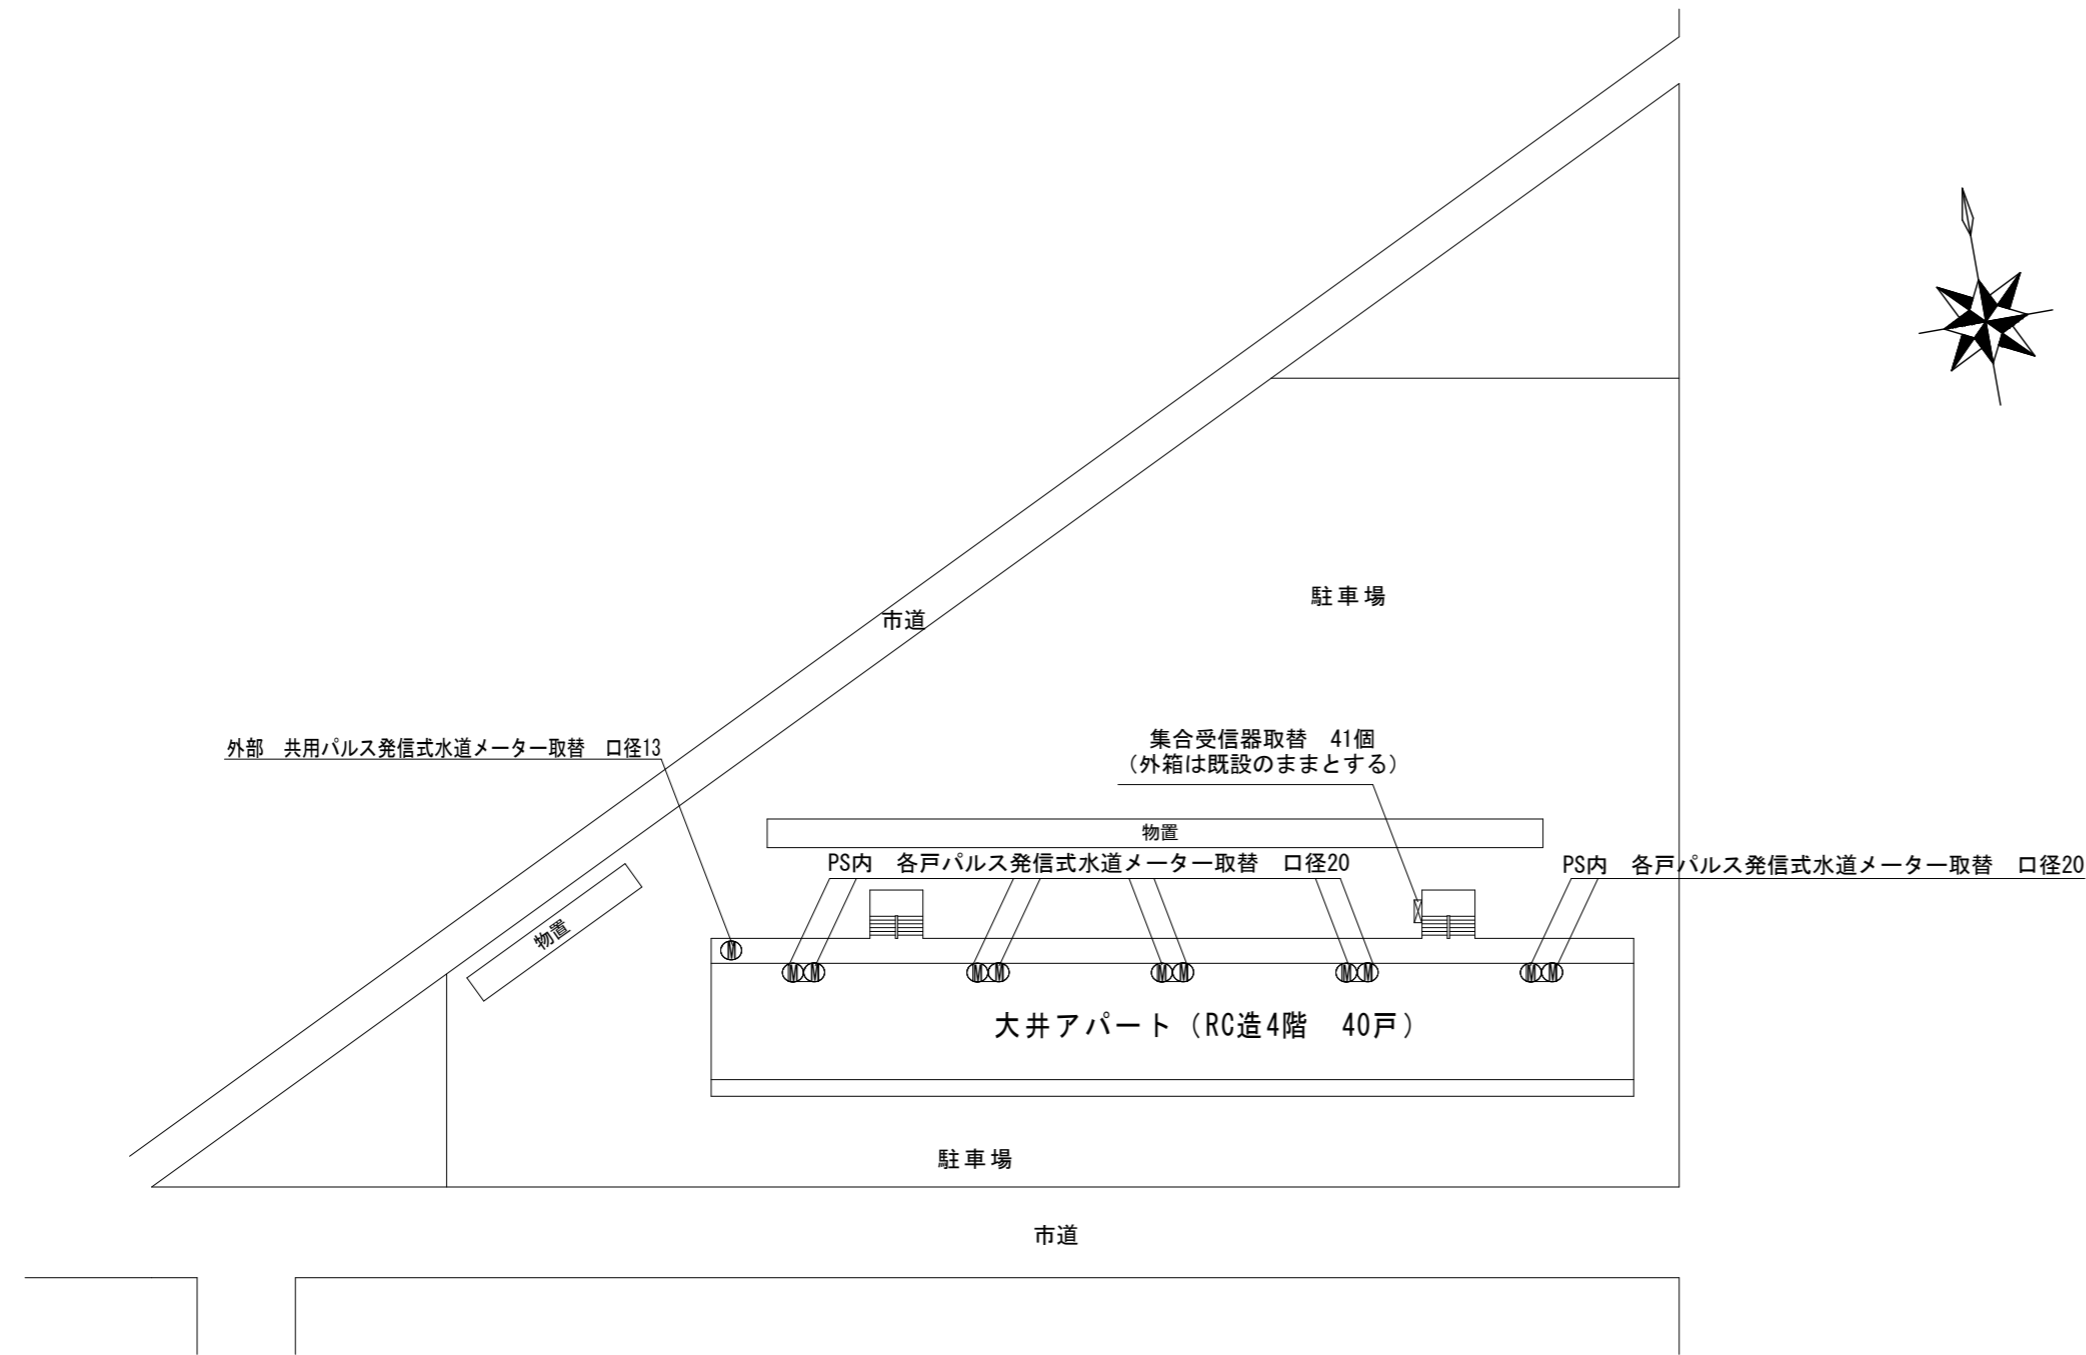 市道
駐車場
外部　共用パルス発信式水道メーター取替　口径13
集合受信器取替　41個
（外箱は既設のままとする）
物置
PS内　各戸パルス発信式水道メーター取替　口径20
PS内　各戸パルス発信式水道メーター取替　口径20
物置
M
M M
M M
M M
M M
M M
大井アパート（RC造4階　40戸）
駐車場
市道